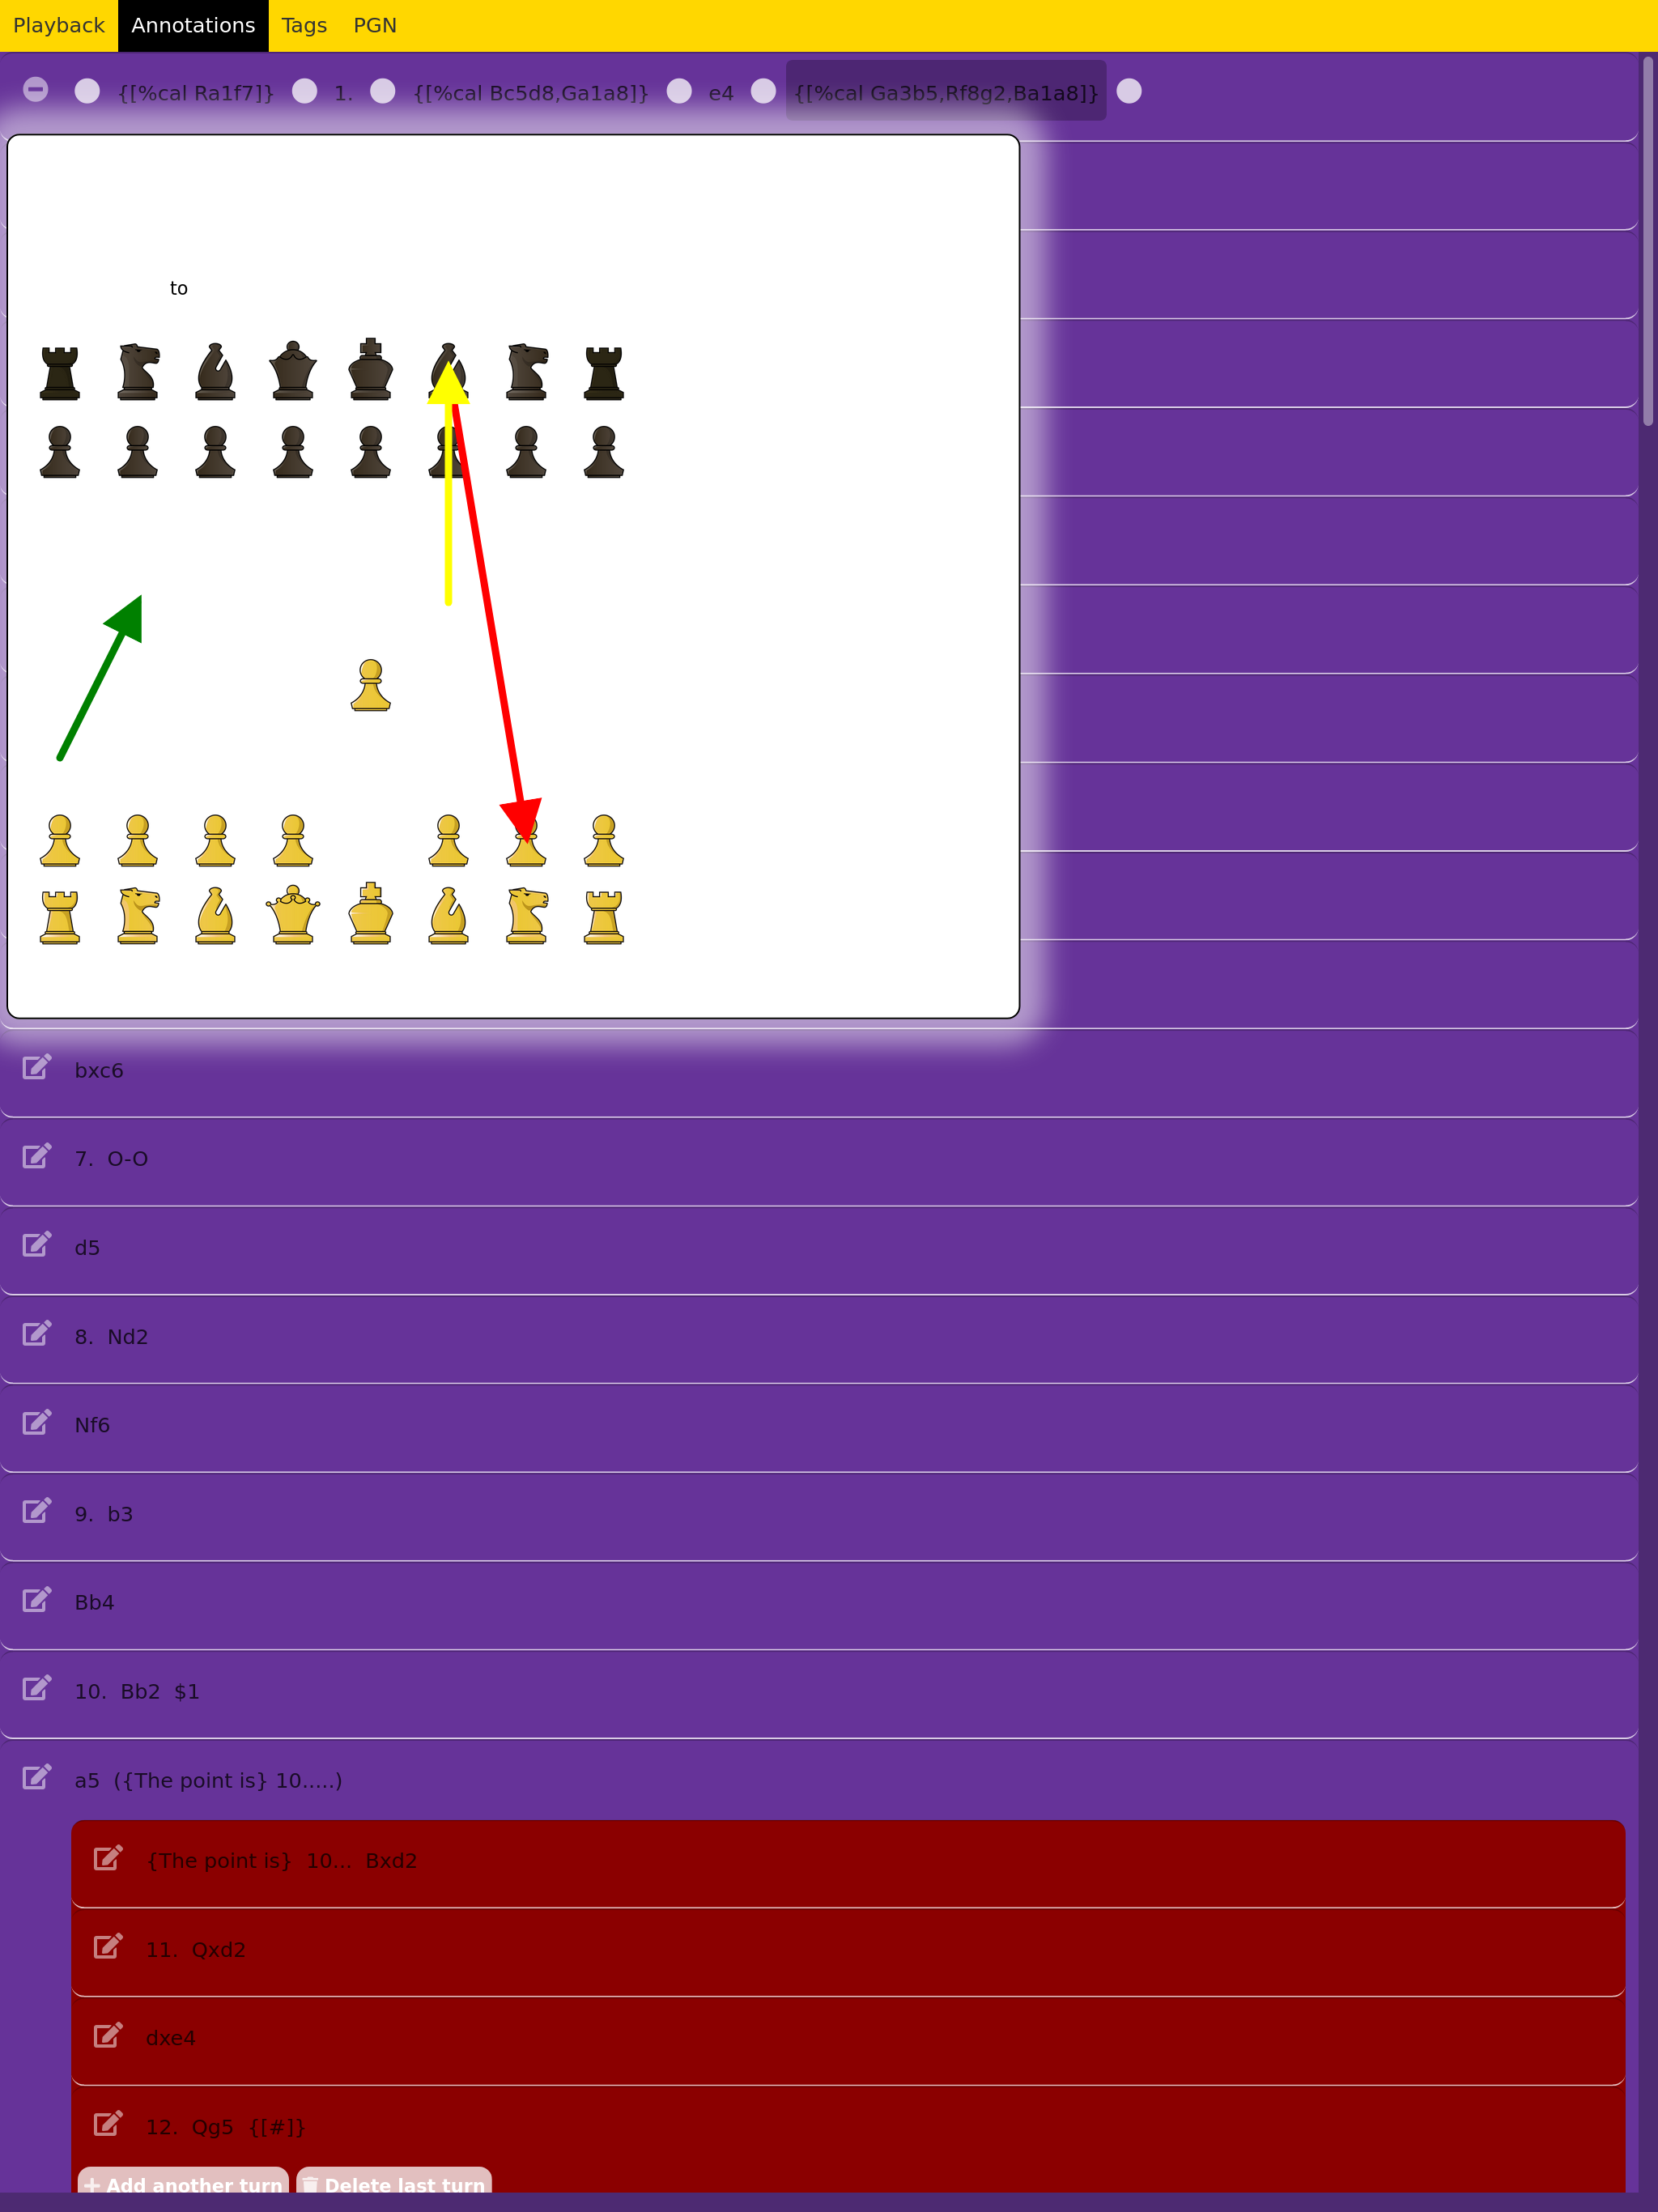 Playback Annotations Tags PGN
{[%cal Ra1f7]} 1. {[%cal Bc5d8,Ga1a8]} e4 {[%cal Ga3b5,Rf8g2,Ba1a8]}
to
bxc6
7. O-O
d5
8. Nd2
Nf6
9. b3
Bb4
10. Bb2 $1
a5 ({The point is} 10.....)
{The point is} 10... Bxd2
11. Qxd2
dxe4
12. Qg5 {[#]}
Add another turn Delete last turn